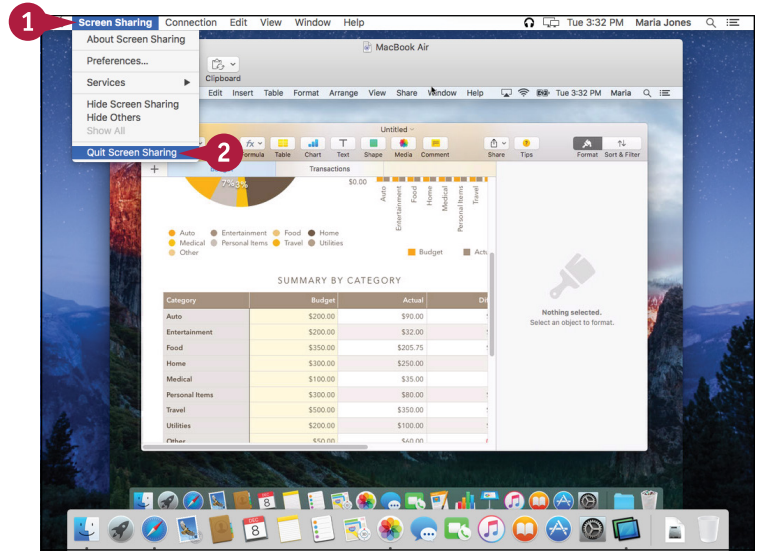 1
Screen Sharing Connection Edit View Window Help Tue 3:32 PM Maria Jones
About Screen Sharing
Preferences...
Services
Hide Screen Sharing
Hide Others
Show All
Quit Screen Sharing
2
MacBook Air
Clipboard
Edit Insert Table Format Arrange View Share Window Help Tue 3:32 PM Maria
Untitled
Table Chart Text Shape Media Comment Share Tips Format Sort & Filter
Transactions
7% 3%
$0.00
Auto
Entertainment
Food
Home
Medical
Personal Items
Travel
Auto Entertainment Food Home
Medical Personal Items Travel Utilities
Other
Budget
SUMMARY BY CATEGORY
Category Budget Actual
Auto $200.00 $90.00
Entertainment $200.00 $32.00
Food $350.00 $205.75
Home $300.00 $250.00
Medical $100.00 $35.00
Personal Items $300.00 $80.00
Travel $500.00 $350.00
Utilities $200.00 $100.00
Other $50.00 $60.00
Nothing selected.
Select an object to format.
DEC
8
DEC
8